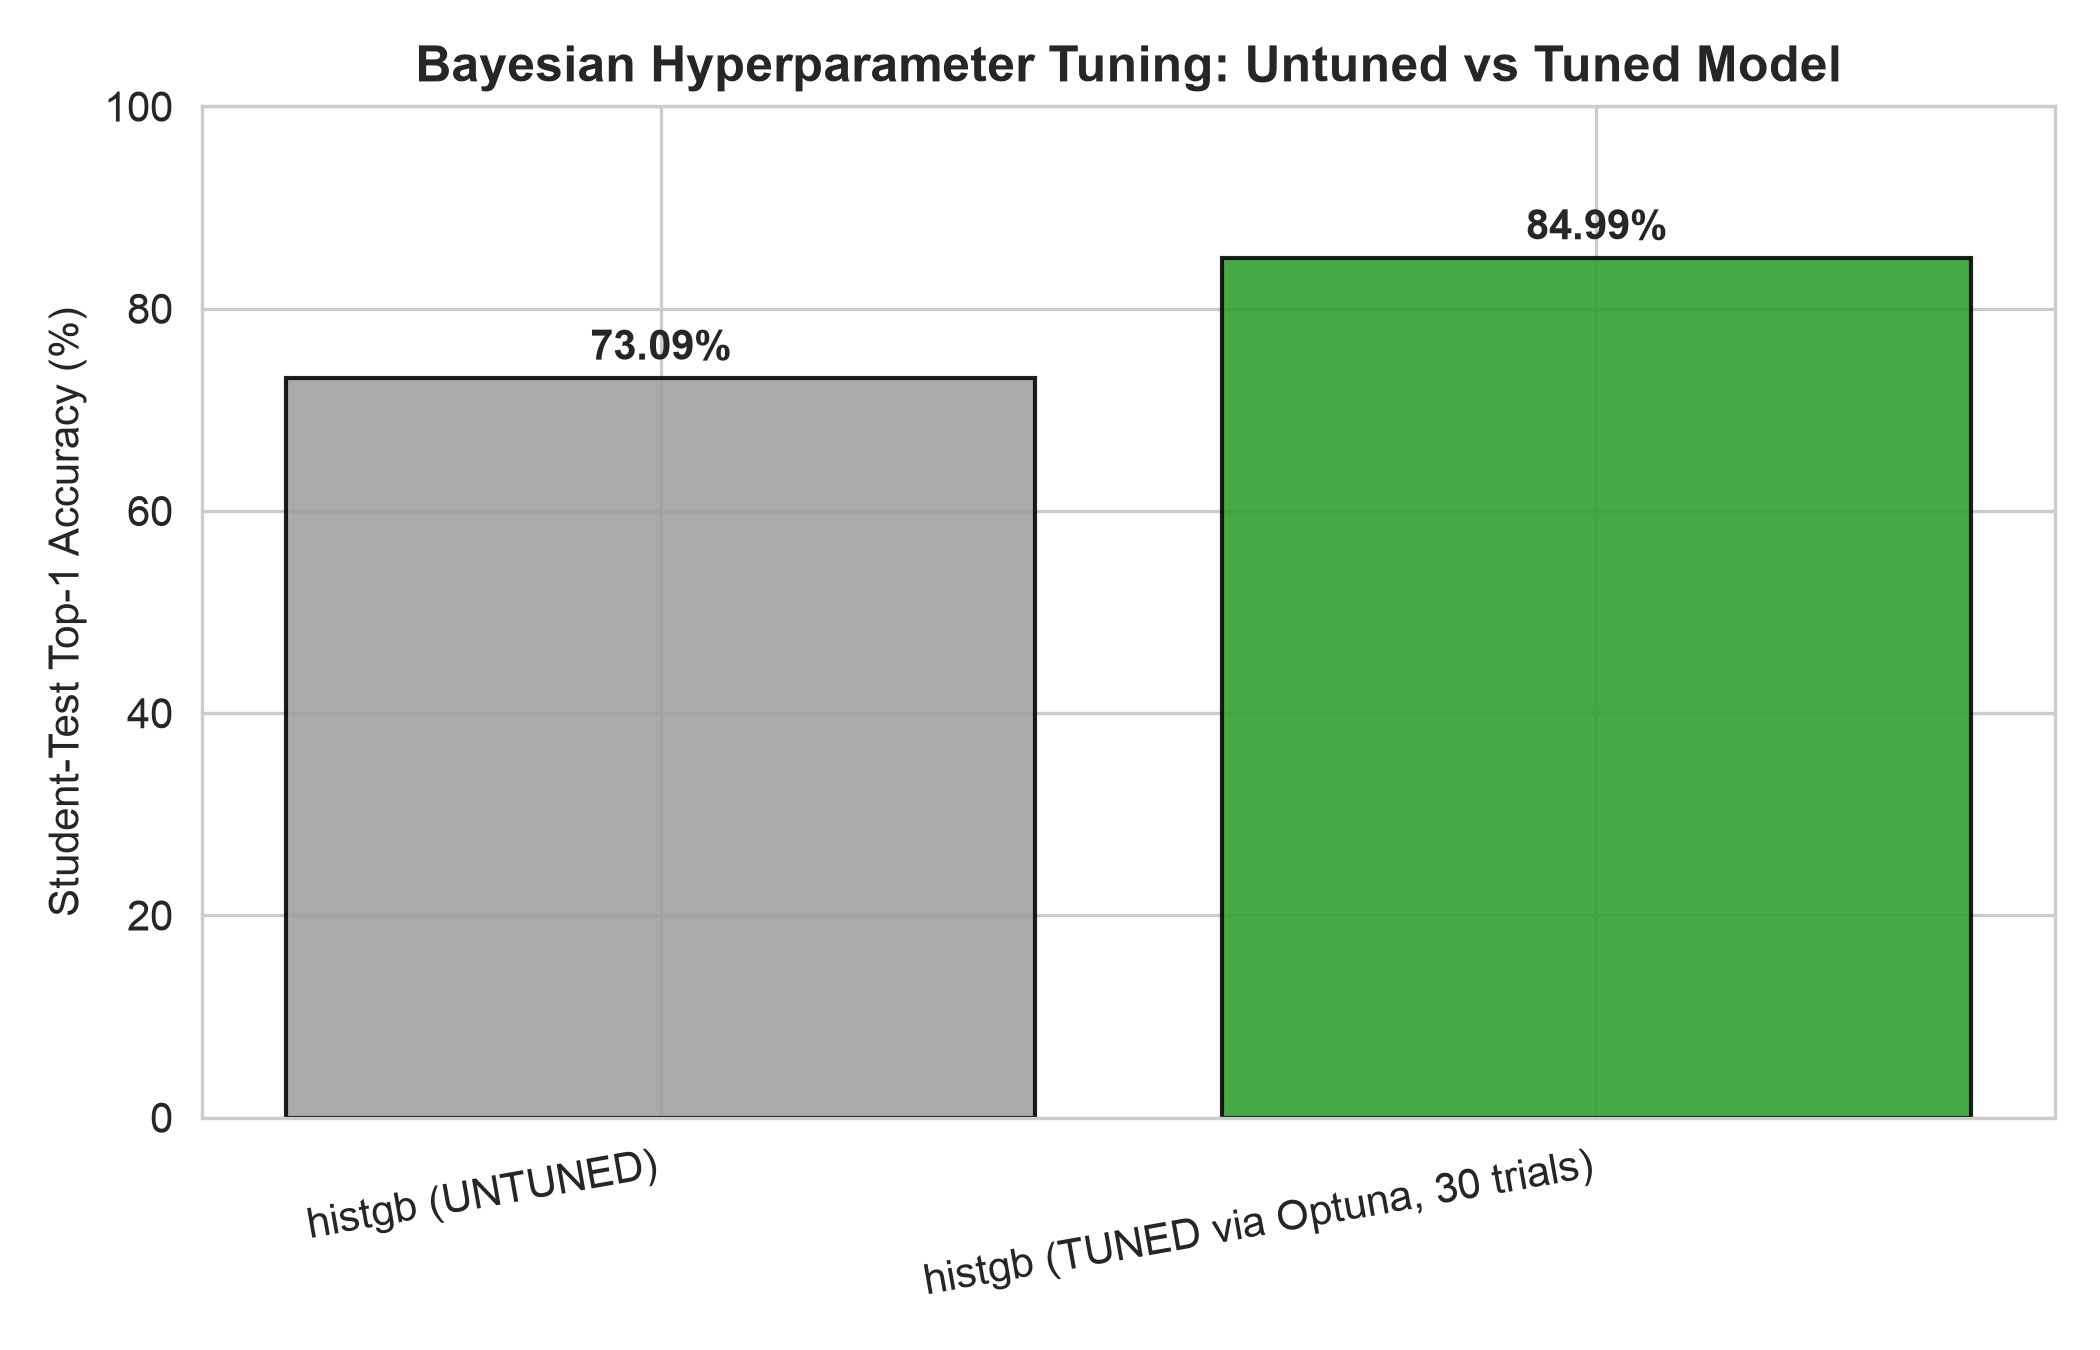 Bayesian Hyperparameter Tuning: Untuned vs Tuned Model
Student-Test Top-1 Accuracy (%)
100
80
60
40
20
0
73.09%
84.99%
histgb (UNTUNED)
histgb (TUNED via Optuna, 30 trials)